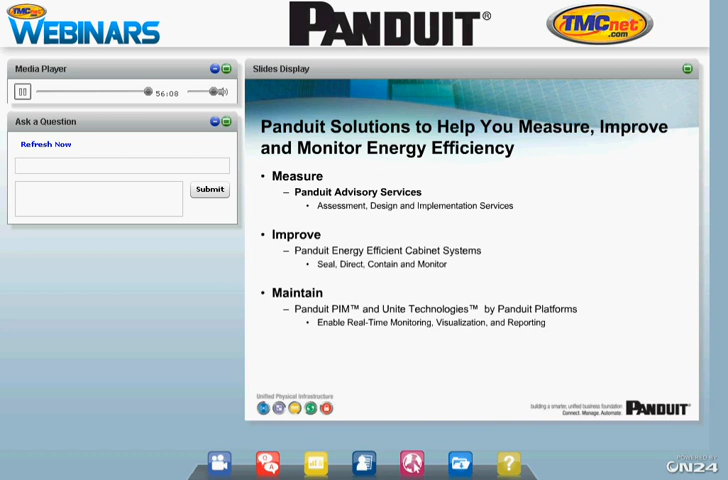 TMCnet
WEBINARS
PANDUIT®
TMCnet
.com
Media Player
56:08
Ask a Question
Refresh Now
Submit
Slides Display
Panduit Solutions to Help You Measure, Improve
and Monitor Energy Efficiency
• Measure
– Panduit Advisory Services
• Assessment, Design and Implementation Services
• Improve
– Panduit Energy Efficient Cabinet Systems
• Seal, Direct, Contain and Monitor
• Maintain
– Panduit PIM™ and Unite Technologies™ by Panduit Platforms
• Enable Real-Time Monitoring, Visualization, and Reporting
Unified Physical Infrastructure
building a smarter, unified business foundation
Connect. Manage. Automate.
PANDUIT
Q
A
?
POWERED BY
ON24